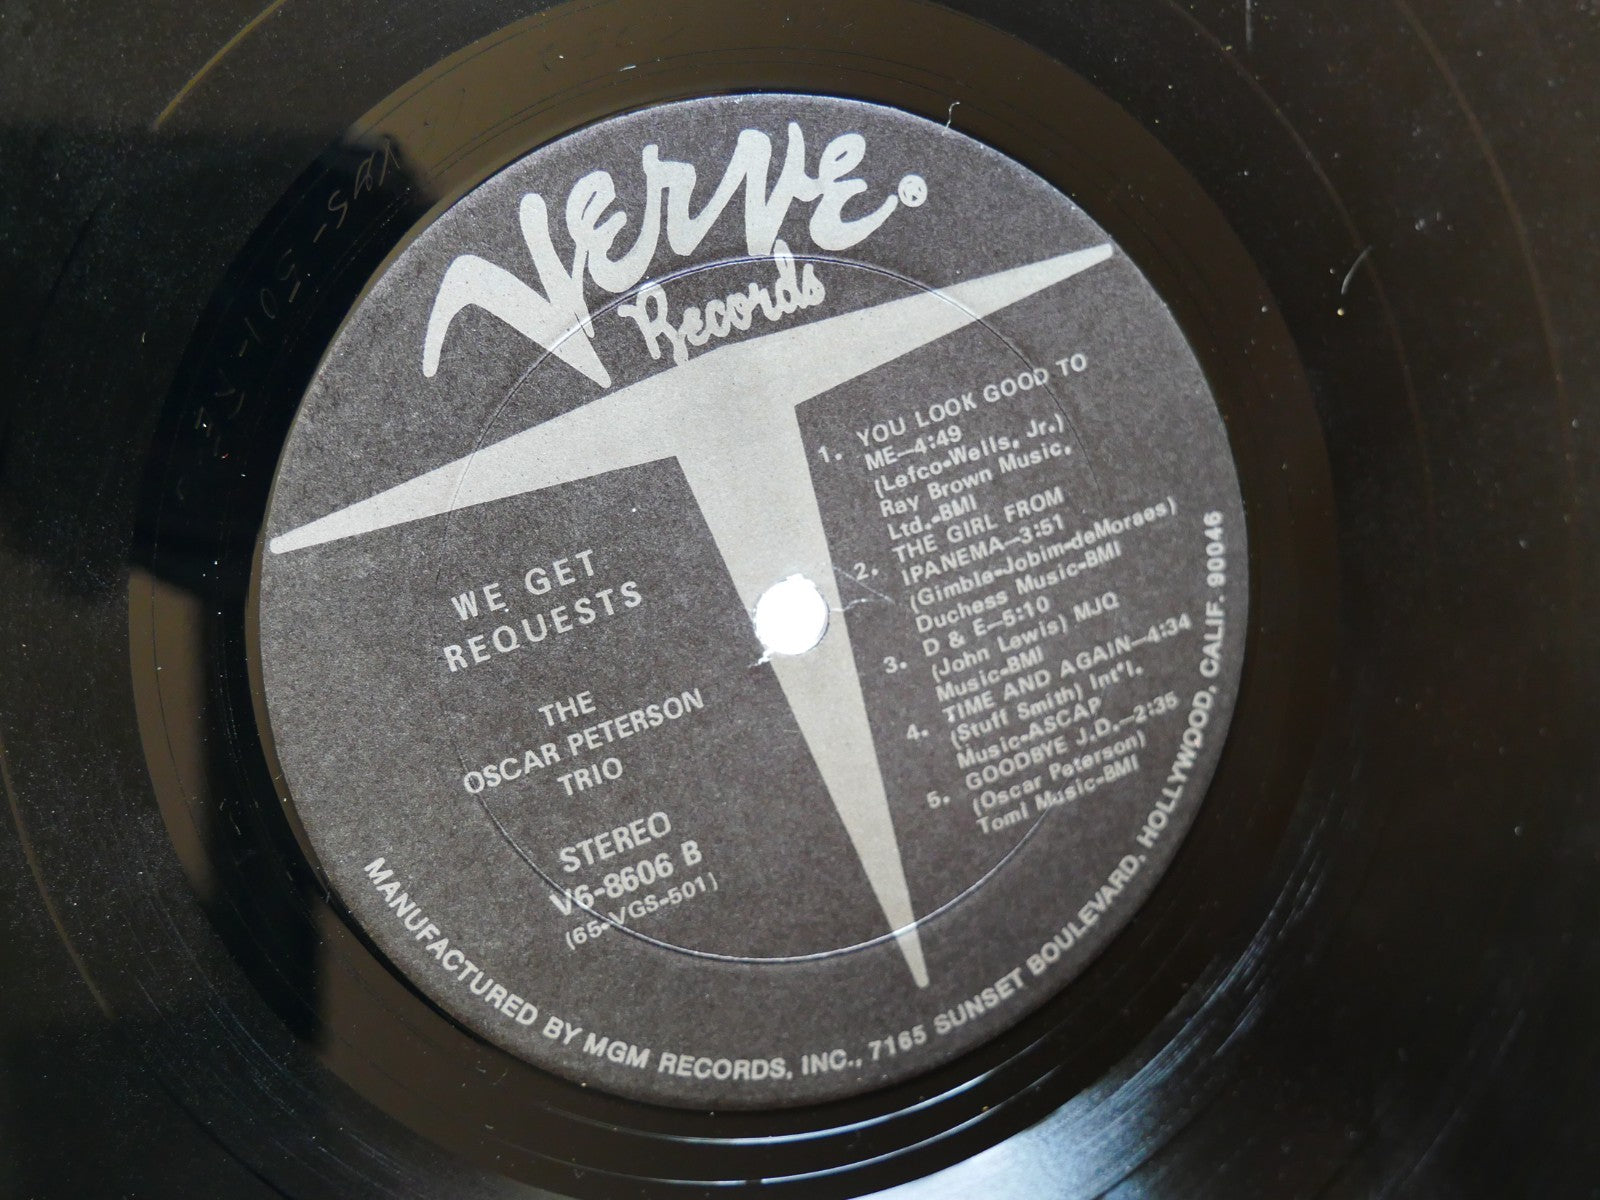 Verve®
Records
WE GET
REQUESTS
THE
OSCAR PETERSON
TRIO
STEREO
V6-8606 B
(65-VGS-501)
1. YOU LOOK GOOD TO
ME—4:49
(Lefco-Wells, Jr.)
Ray Brown Music,
Ltd.-BMI
2. THE GIRL FROM
IPANEMA—3:51
(Gimble-Jobim-deMoraes)
Duchess Music-BMI
3. D & E—5:10
(John Lewis) MJQ
Music-BMI
4. TIME AND AGAIN—4:34
(Stuff Smith) Int'l.
Music-ASCAP
5. GOODBYE J.D.—2:35
(Oscar Peterson)
Tomi Music-BMI
MANUFACTURED BY MGM RECORDS, INC., 7165 SUNSET BOULEVARD, HOLLYWOOD, CALIF. 90046